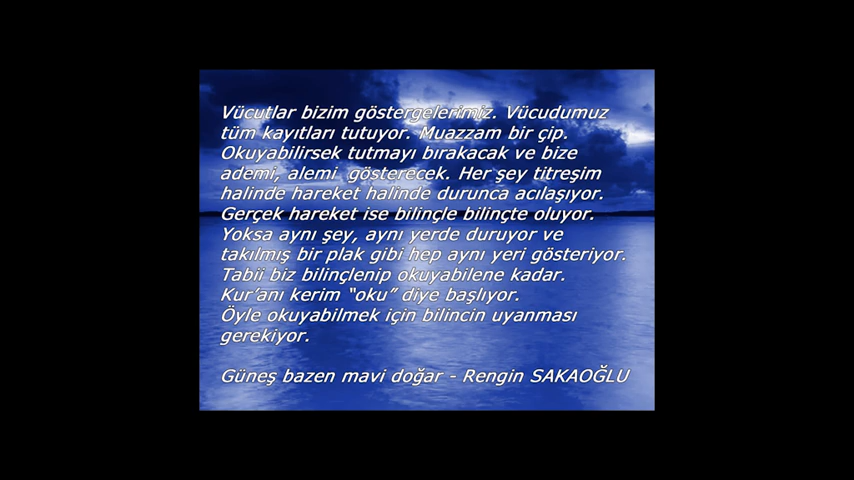 Vücutlar bizim göstergelerimiz. Vücudumuz
tüm kayıtları tutuyor. Muazzam bir çip.
Okuyabilirsek tutmayı bırakacak ve bize
ademi, alemi gösterecek. Her şey titreşim
halinde hareket halinde durunca acılaşıyor.
Gerçek hareket ise bilinçle bilinçte oluyor.
Yoksa aynı şey, aynı yerde duruyor ve
takılmış bir plak gibi hep aynı yeri gösteriyor.
Tabii biz bilinçlenip okuyabilene kadar.
Kur’anı kerim “oku” diye başlıyor.
Öyle okuyabilmek için bilincin uyanması
gerekiyor.
Güneş bazen mavi doğar - Rengin SAKAOĞLU